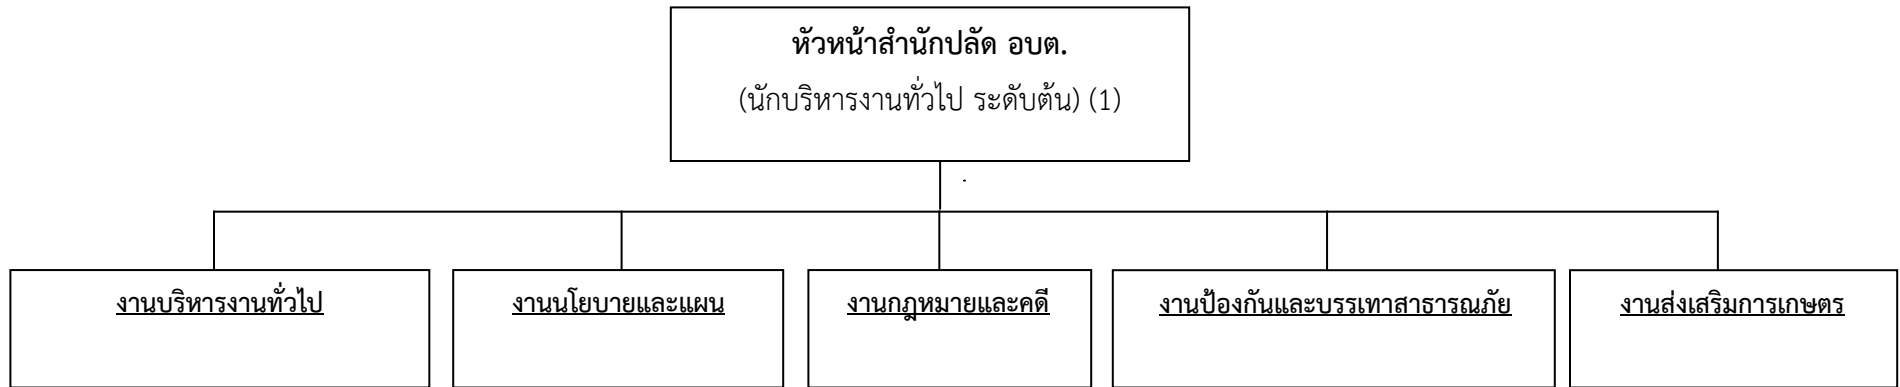 หัวหน้าสำนักปลัด อบต.
(นักบริหารงานทั่วไป ระดับต้น) (1)
งานบริหารงานทั่วไป
งานนโยบายและแผน
งานกฎหมายและคดี
งานป้องกันและบรรเทาสาธารณภัย
งานส่งเสริมการเกษตร